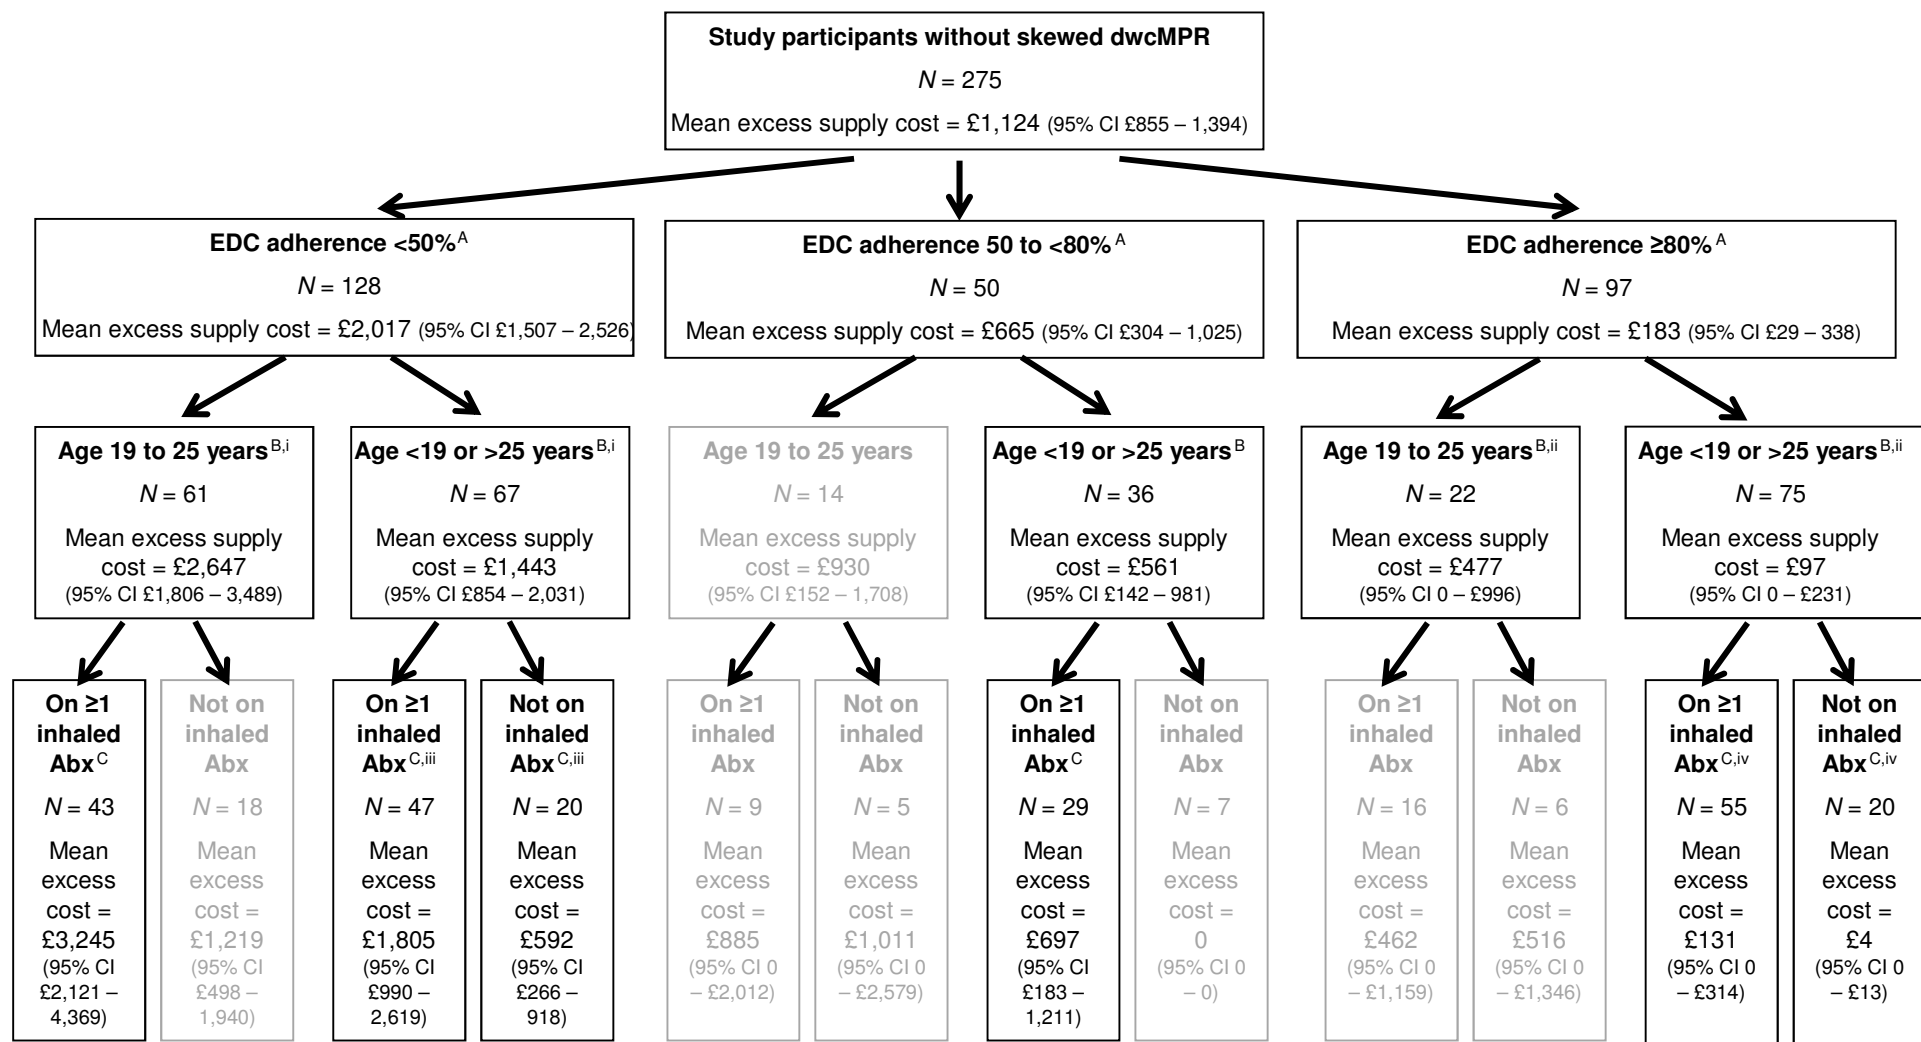 Study participants without skewed dwcMPR
N = 275
Mean excess supply cost = £1,124 (95% CI £855 – 1,394)
EDC adherence <50% A
N = 128
Mean excess supply cost = £2,017 (95% CI £1,507 – 2,526)
EDC adherence 50 to <80% A
N = 50
Mean excess supply cost = £665 (95% CI £304 – 1,025)
EDC adherence ≥80% A
N = 97
Mean excess supply cost = £183 (95% CI £29 – 338)
Age 19 to 25 years B,i
N = 61
Mean excess supply
cost = £2,647
(95% CI £1,806 – 3,489)
Age <19 or >25 years B,i
N = 67
Mean excess supply
cost = £1,443
(95% CI £854 – 2,031)
Age 19 to 25 years
N = 14
Mean excess supply
cost = £930
(95% CI £152 – 1,708)
Age <19 or >25 years B
N = 36
Mean excess supply
cost = £561
(95% CI £142 – 981)
Age 19 to 25 years B,ii
N = 22
Mean excess supply
cost = £477
(95% CI 0 – £996)
Age <19 or >25 years B,ii
N = 75
Mean excess supply
cost = £97
(95% CI 0 – £231)
On ≥1
inhaled
Abx C
N = 43
Mean
excess
cost =
£3,245
(95% CI
£2,121 –
4,369)
Not on
inhaled
Abx
N = 18
Mean
excess
cost =
£1,219
(95% CI
£498 –
1,940)
On ≥1
inhaled
Abx C,iii
N = 47
Mean
excess
cost =
£1,805
(95% CI
£990 –
2,619)
Not on
inhaled
Abx C,iii
N = 20
Mean
excess
cost =
£592
(95% CI
£266 –
918)
On ≥1
inhaled
Abx
N = 9
Mean
excess
cost =
£885
(95% CI 0
– £2,012)
Not on
inhaled
Abx
N = 5
Mean
excess
cost =
£1,011
(95% CI 0
– £2,579)
On ≥1
inhaled
Abx C
N = 29
Mean
excess
cost =
£697
(95% CI
£183 –
1,211)
Not on
inhaled
Abx
N = 7
Mean
excess
cost =
0
(95% CI 0
– 0)
On ≥1
inhaled
Abx
N = 16
Mean
excess
cost =
£462
(95% CI 0
– £1,159)
Not on
inhaled
Abx
N = 6
Mean
excess
cost =
£516
(95% CI 0
– £1,346)
On ≥1
inhaled
Abx C,iv
N = 55
Mean
excess
cost =
£131
(95% CI 0
– £314)
Not on
inhaled
Abx C,iv
N = 20
Mean
excess
cost =
£4
(95% CI 0
– £13)